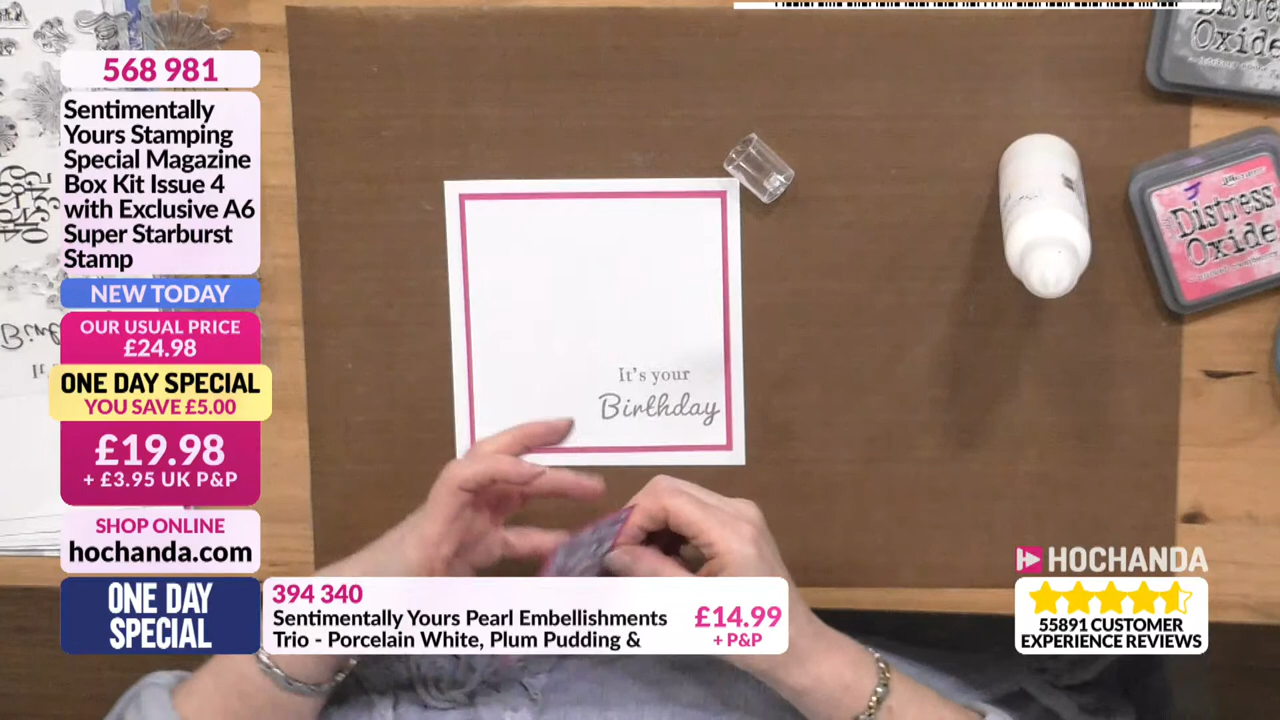 568 981
Sentimentally
Yours Stamping
Special Magazine
Box Kit Issue 4
with Exclusive A6
Super Starburst
Stamp
NEW TODAY
OUR USUAL PRICE
£24.98
ONE DAY SPECIAL
YOU SAVE £5.00
£19.98
+ £3.95 UK P&P
SHOP ONLINE
hochanda.com
ONE DAY
SPECIAL
394 340
Sentimentally Yours Pearl Embellishments
Trio - Porcelain White, Plum Pudding &
£14.99
+ P&P
It's your
Birthday
Distress
Oxide
Distress
Oxide
HOCHANDA
55891 CUSTOMER
EXPERIENCE REVIEWS